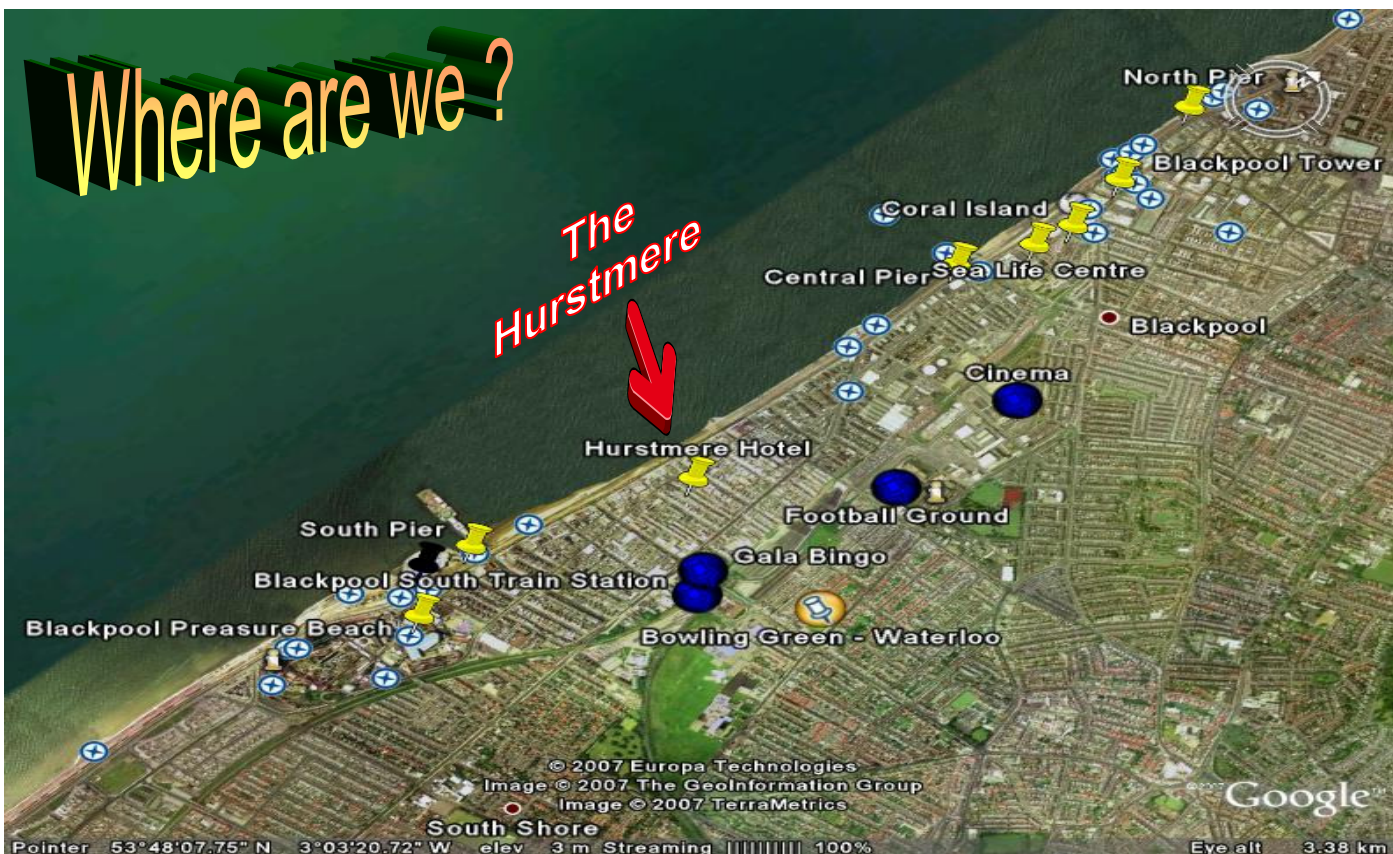 Where are we ?
North Pier
Blackpool Tower
The
Hurstmere
Coral Island
Central Pier
Sea Life Centre
Blackpool
Cinema
Hurstmere Hotel
Football Ground
South Pier
Gala Bingo
Blackpool South Train Station
Blackpool Preasure Beach
Bowling Green - Waterloo
© 2007 Europa Technologies
Image © 2007 The GeoInformation Group
Image © 2007 TerraMetrics
Google™
South Shore
Pointer 53°48'07.75" N 3°03'20.72" W elev 3 m Streaming ||||||||| 100% Eye alt 3.38 km